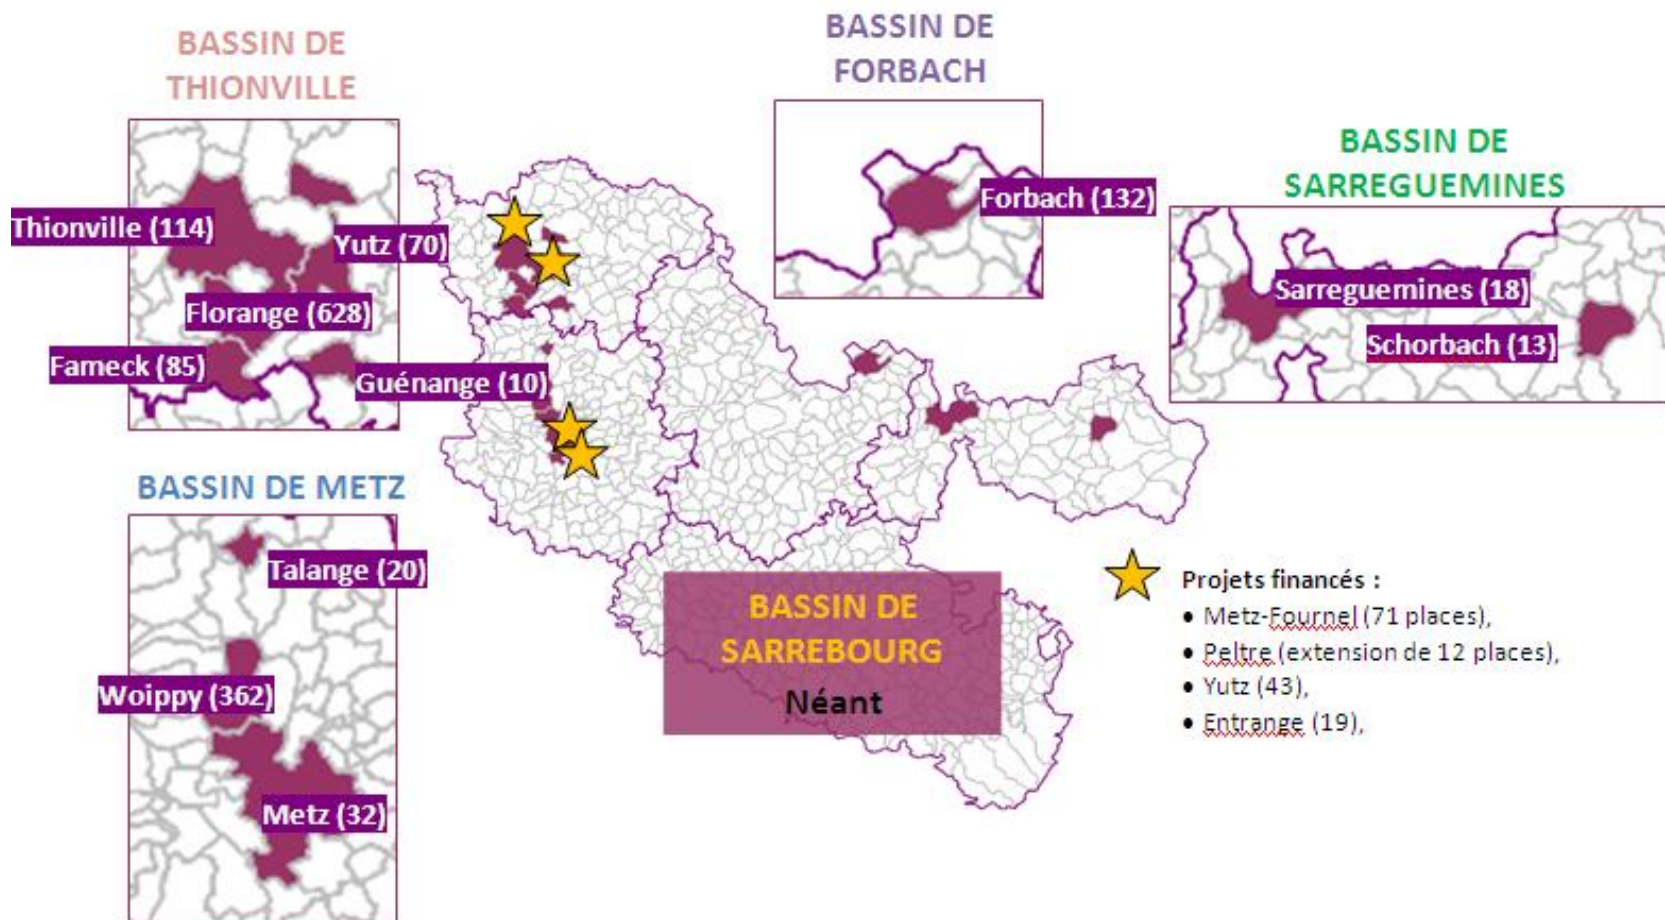 BASSIN DE
THIONVILLE
Thionville (114)
Yutz (70)
Florange (628)
Fameck (85)
Guénange (10)
BASSIN DE METZ
Talange (20)
Woippy (362)
Metz (32)
BASSIN DE
FORBACH
Forbach (132)
BASSIN DE
SARREGUEMINES
Sarreguemines (18)
Schorbach (13)
BASSIN DE
SARREBOURG
Néant
Projets financés :
• Metz-Fournel (71 places),
• Peltre (extension de 12 places),
• Yutz (43),
• Entrange (19),